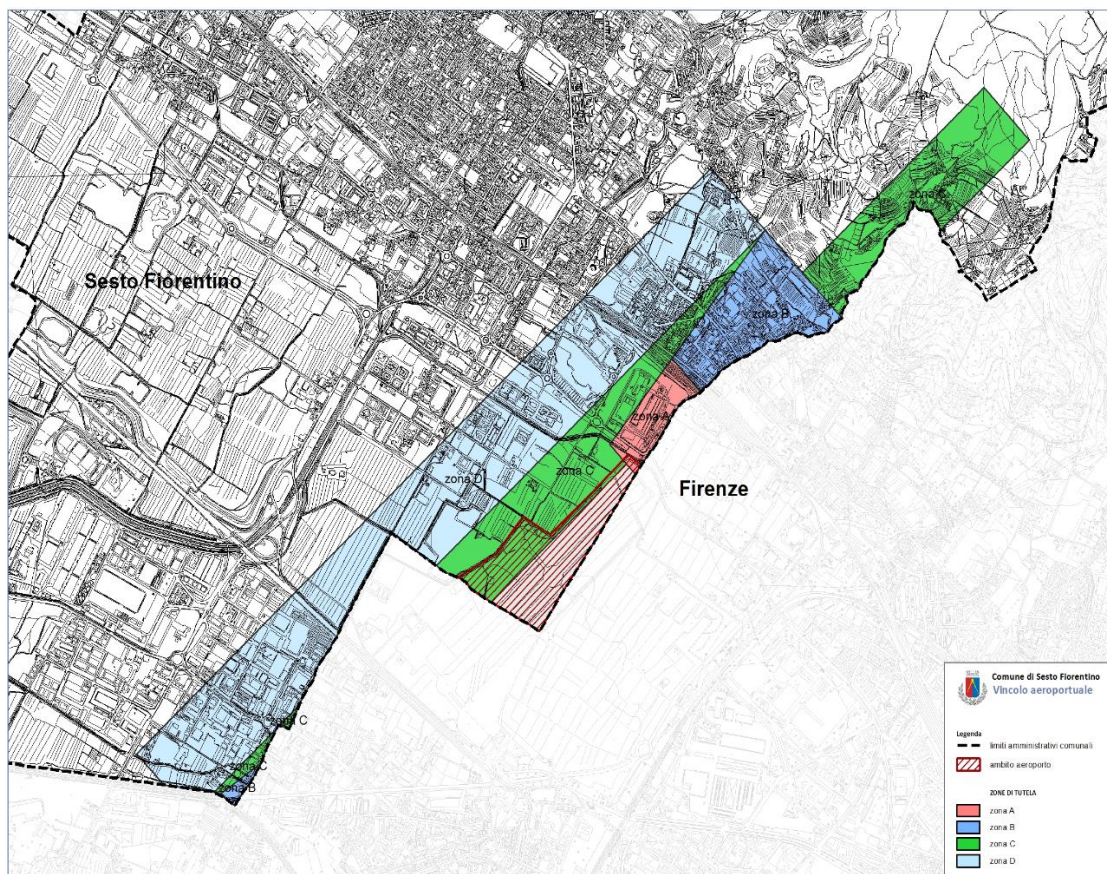 zona C
Sesto Fiorentino
zona B
zona A
zona C
zona D
Firenze
zona C
zona C
zona B
Comune di Sesto Fiorentino
Vincolo aeroportuale
Legenda
limiti amministrativi comunali
ambito aeroporto
ZONE DI TUTELA
zona A
zona B
zona C
zona D